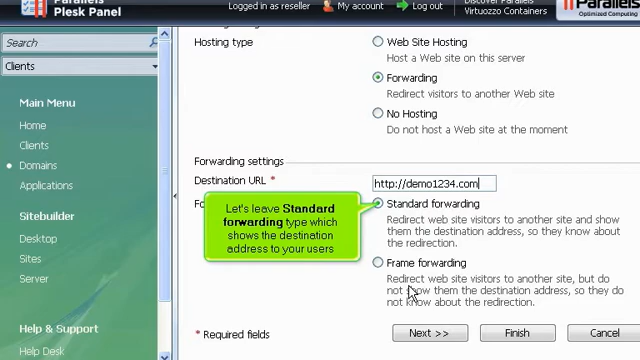 Parallels
Plesk Panel
Logged in as reseller
My account
Log out
Discover Parallels
Virtuozzo Containers
Parallels
Optimized Computing
Search
Clients
Main Menu
Home
Clients
Domains
Applications
Sitebuilder
Desktop
Sites
Server
Help & Support
Help Desk
Hosting type
Web Site Hosting
Host a Web site on this server
Forwarding
Redirect visitors to another Web site
No Hosting
Do not host a Web site at the moment
Forwarding settings
Destination URL *
http://demo1234.com
Let's leave Standard
forwarding type which
shows the destination
address to your users
Standard forwarding
Redirect web site visitors to another site and show
them the destination address, so they know about
the redirection.
Frame forwarding
Redirect web site visitors to another site, but do
not show them the destination address, so they do
not know about the redirection.
* Required fields
Next >>
Finish
Cancel